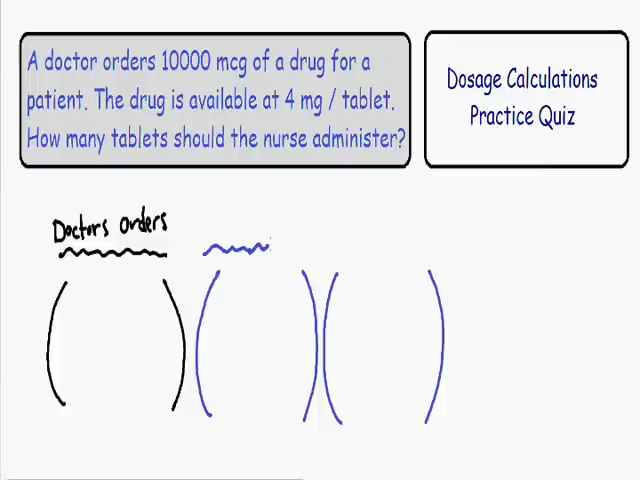 A doctor orders 10000 mcg of a drug for a
patient. The drug is available at 4 mg / tablet.
How many tablets should the nurse administer?
Dosage Calculations
Practice Quiz
Doctors Orders